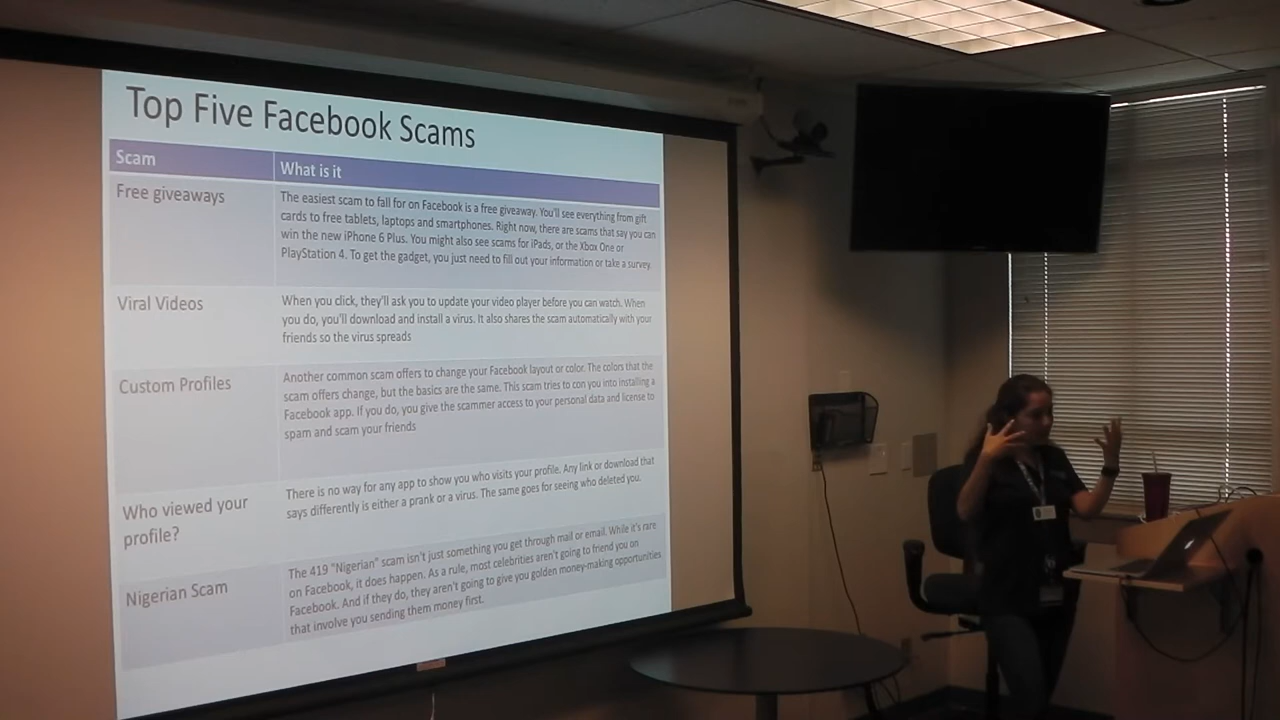 Top Five Facebook Scams
Scam
What is it
Free giveaways
The easiest scam to fall for on Facebook is a free giveaway. You'll see everything from gift
cards to free tablets, laptops and smartphones. Right now, there are scams that say you can
win the new iPhone 6 Plus. You might also see scams for iPads, or the Xbox One or
PlayStation 4. To get the gadget, you just need to fill out your information or take a survey.
Viral Videos
When you click, they'll ask you to update your video player before you can watch. When
you do, you'll download and install a virus. It also shares the scam automatically with your
friends so the virus spreads
Custom Profiles
Another common scam offers to change your Facebook layout or color. The colors that the
scam offers change, but the basics are the same. This scam tries to con you into installing a
Facebook app. If you do, you give the scammer access to your personal data and license to
spam and scam your friends
Who viewed your
profile?
There is no way for any app to show you who visits your profile. Any link or download that
says differently is either a prank or a virus. The same goes for seeing who deleted you.
Nigerian Scam
The 419 "Nigerian" scam isn't just something you get through mail or email. While it's rare
on Facebook, it does happen. As a rule, most celebrities aren't going to friend you on
Facebook. And if they do, they aren't going to give you golden money-making opportunities
that involve you sending them money first.